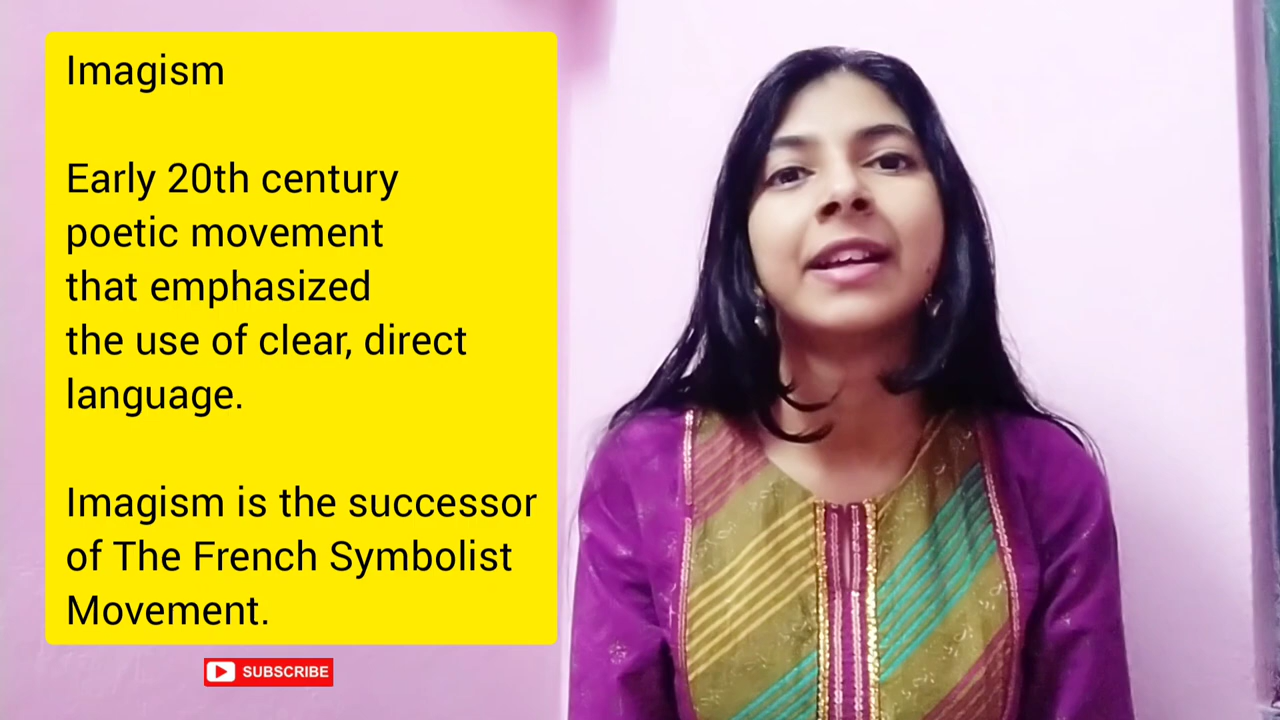 Imagism
Early 20th century
poetic movement
that emphasized
the use of clear, direct
language.
Imagism is the successor
of The French Symbolist
Movement.
SUBSCRIBE